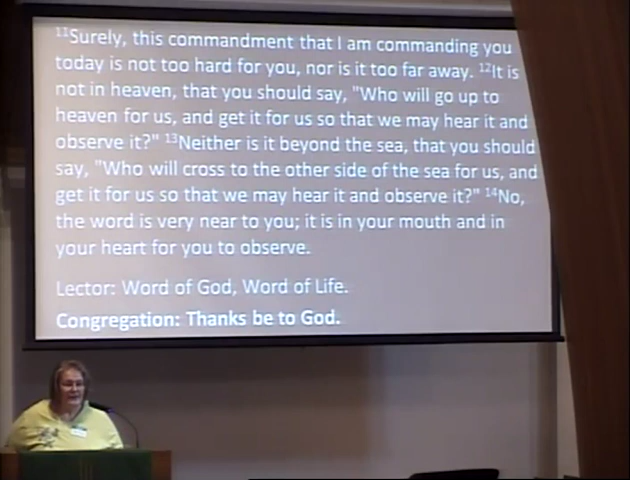 ¹¹Surely, this commandment that I am commanding you
today is not too hard for you, nor is it too far away. ¹²It is
not in heaven, that you should say, "Who will go up to
heaven for us, and get it for us so that we may hear it and
observe it?" ¹³Neither is it beyond the sea, that you should
say, "Who will cross to the other side of the sea for us, and
get it for us so that we may hear it and observe it?" ¹⁴No,
the word is very near to you; it is in your mouth and in
your heart for you to observe.
Lector: Word of God, Word of Life.
Congregation: Thanks be to God.